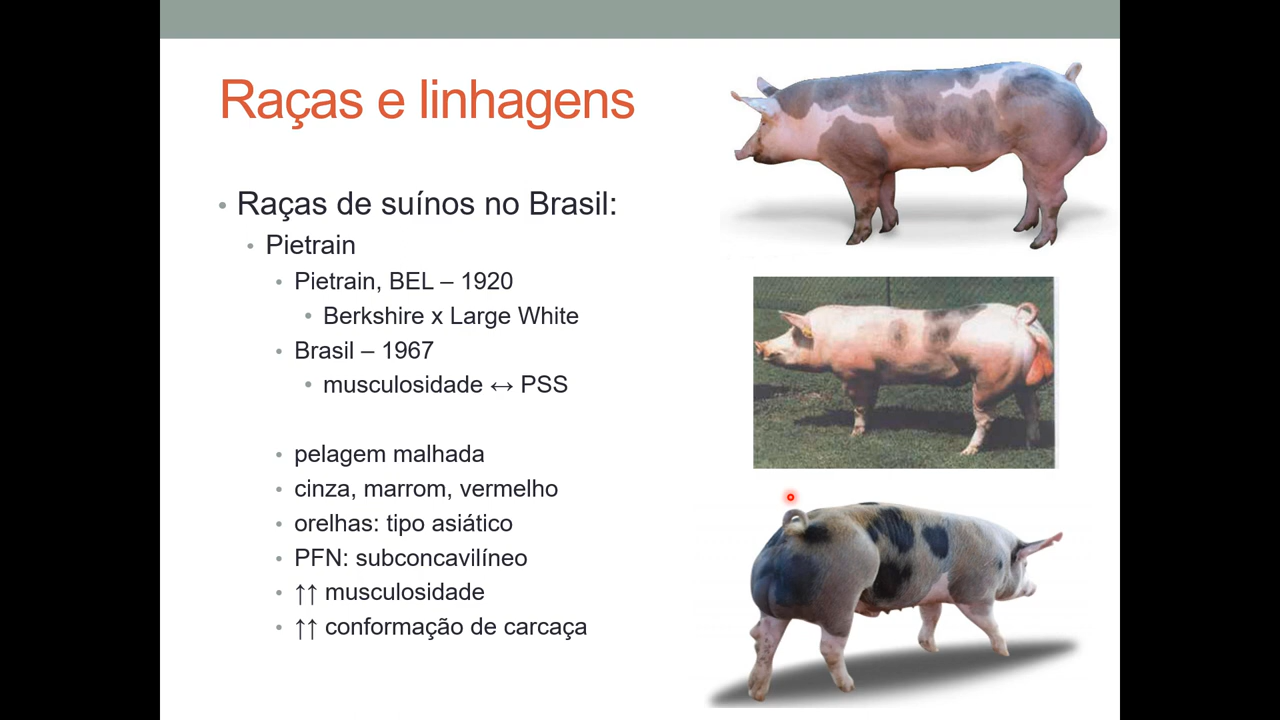 Raças e linhagens
• Raças de suínos no Brasil:
• Pietrain
• Pietrain, BEL – 1920
• Berkshire x Large White
• Brasil – 1967
• musculosidade ↔ PSS
• pelagem malhada
• cinza, marrom, vermelho
• orelhas: tipo asiático
• PFN: subconcavilíneo
• ↑↑ musculosidade
• ↑↑ conformação de carcaça